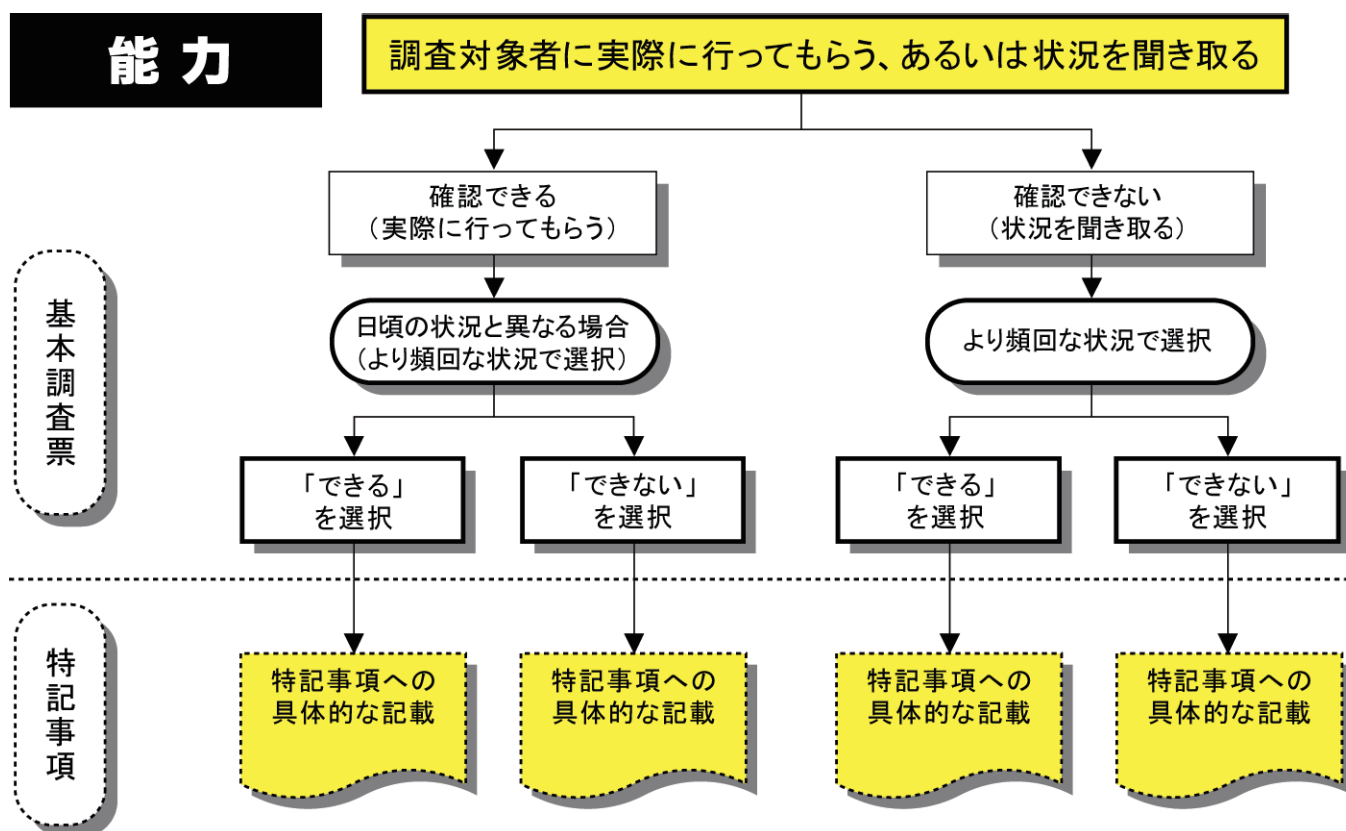 能力
調査対象者に実際に行ってもらう、あるいは状況を聞き取る
確認できる
（実際に行ってもらう）
確認できない
（状況を聞き取る）
基本調査票
日頃の状況と異なる場合
（より頻回な状況で選択）
より頻回な状況で選択
「できる」
を選択
「できない」
を選択
「できる」
を選択
「できない」
を選択
特記事項
特記事項への
具体的な記載
特記事項への
具体的な記載
特記事項への
具体的な記載
特記事項への
具体的な記載